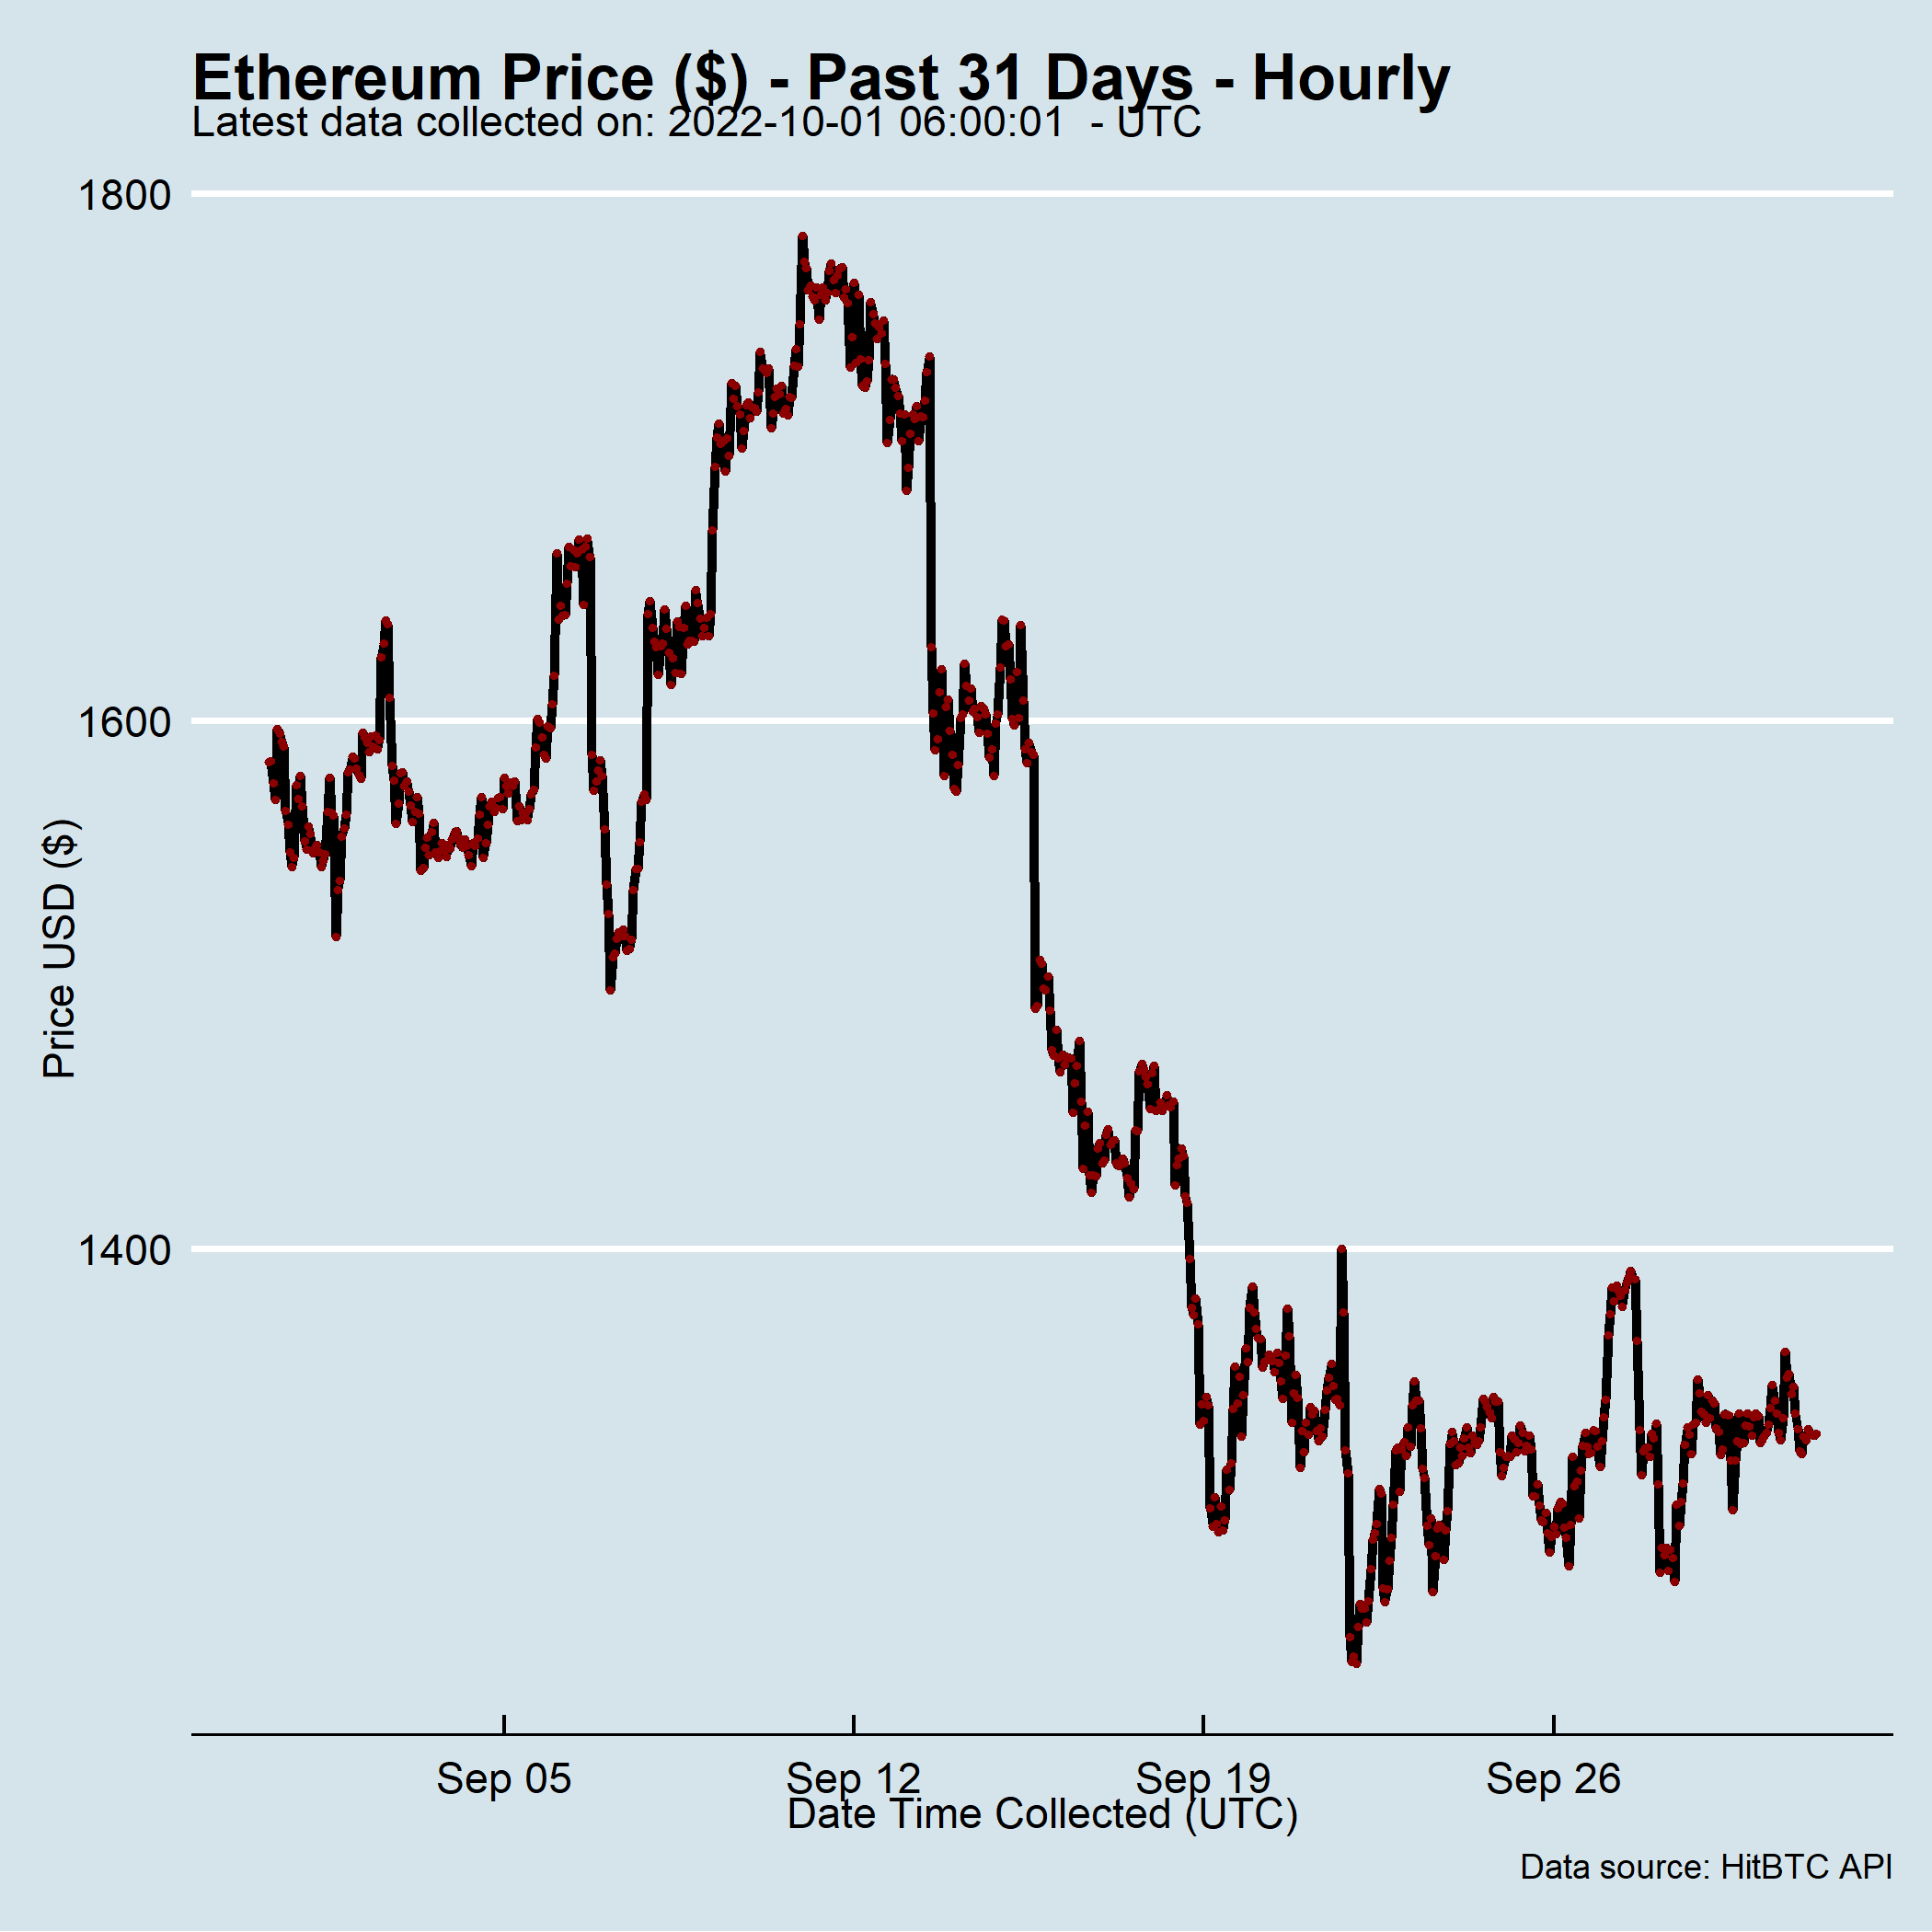 Ethereum Price ($) - Past 31 Days - Hourly
Latest data collected on: 2022-10-01 06:00:01  - UTC
1800
1600
1400
Price USD ($)
Sep 05
Sep 12
Sep 19
Sep 26
Date Time Collected (UTC)
Data source: HitBTC API